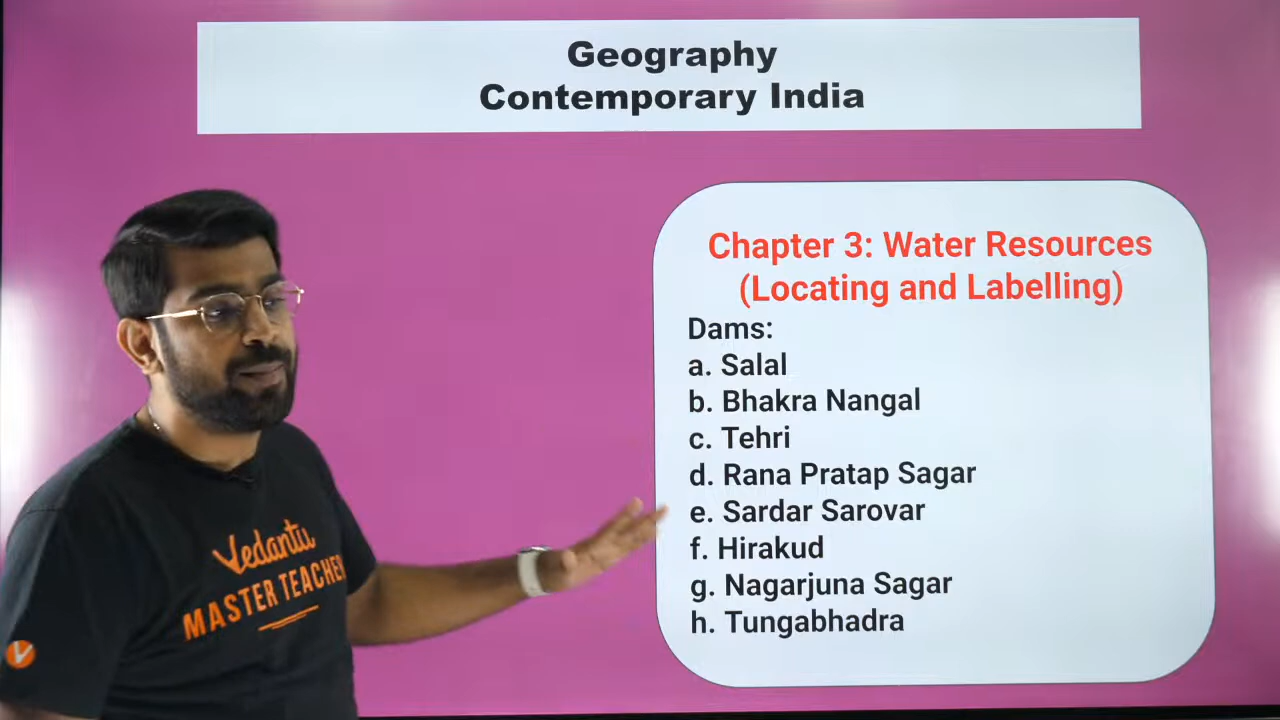 Geography
Contemporary India
Chapter 3: Water Resources
(Locating and Labelling)
Dams:
a. Salal
b. Bhakra Nangal
c. Tehri
d. Rana Pratap Sagar
e. Sardar Sarovar
f. Hirakud
g. Nagarjuna Sagar
h. Tungabhadra
Vedantu
MASTER TEACHER